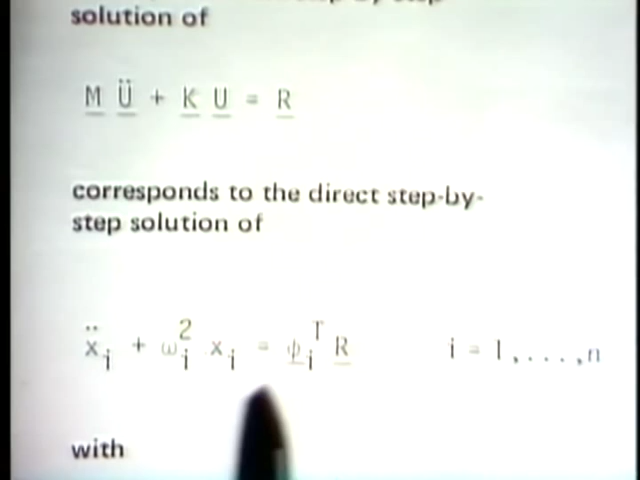 solution of
M Ü + K U = R
corresponds to the direct step-by-
step solution of
ẍᵢ + ωᵢ² xᵢ = φᵢᵀ R i = 1,....,n
with